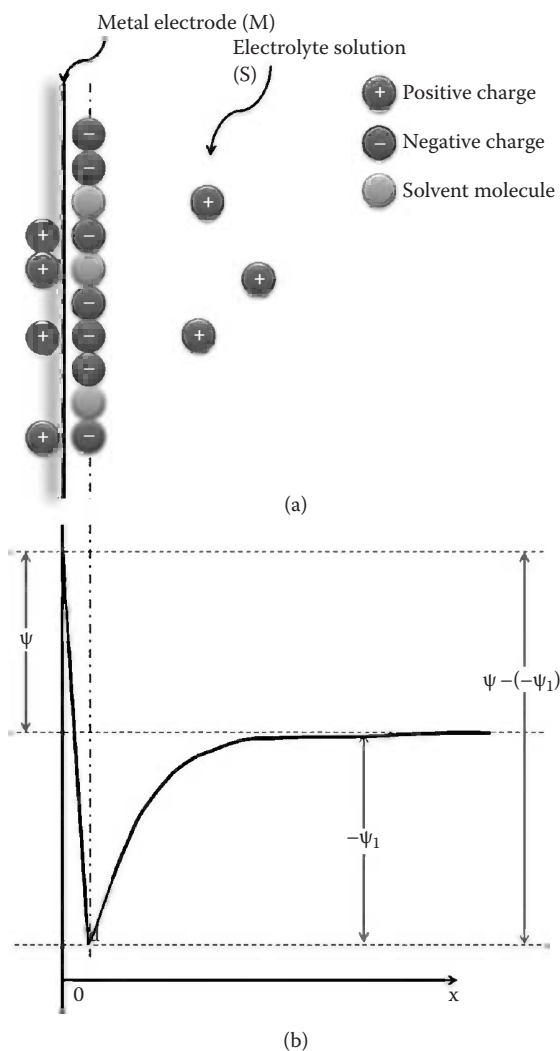 Metal electrode (M)
Electrolyte solution
(S)
+ Positive charge
− Negative charge
Solvent molecule
(a)
ψ
ψ −(−ψ₁)
−ψ₁
0
x
(b)